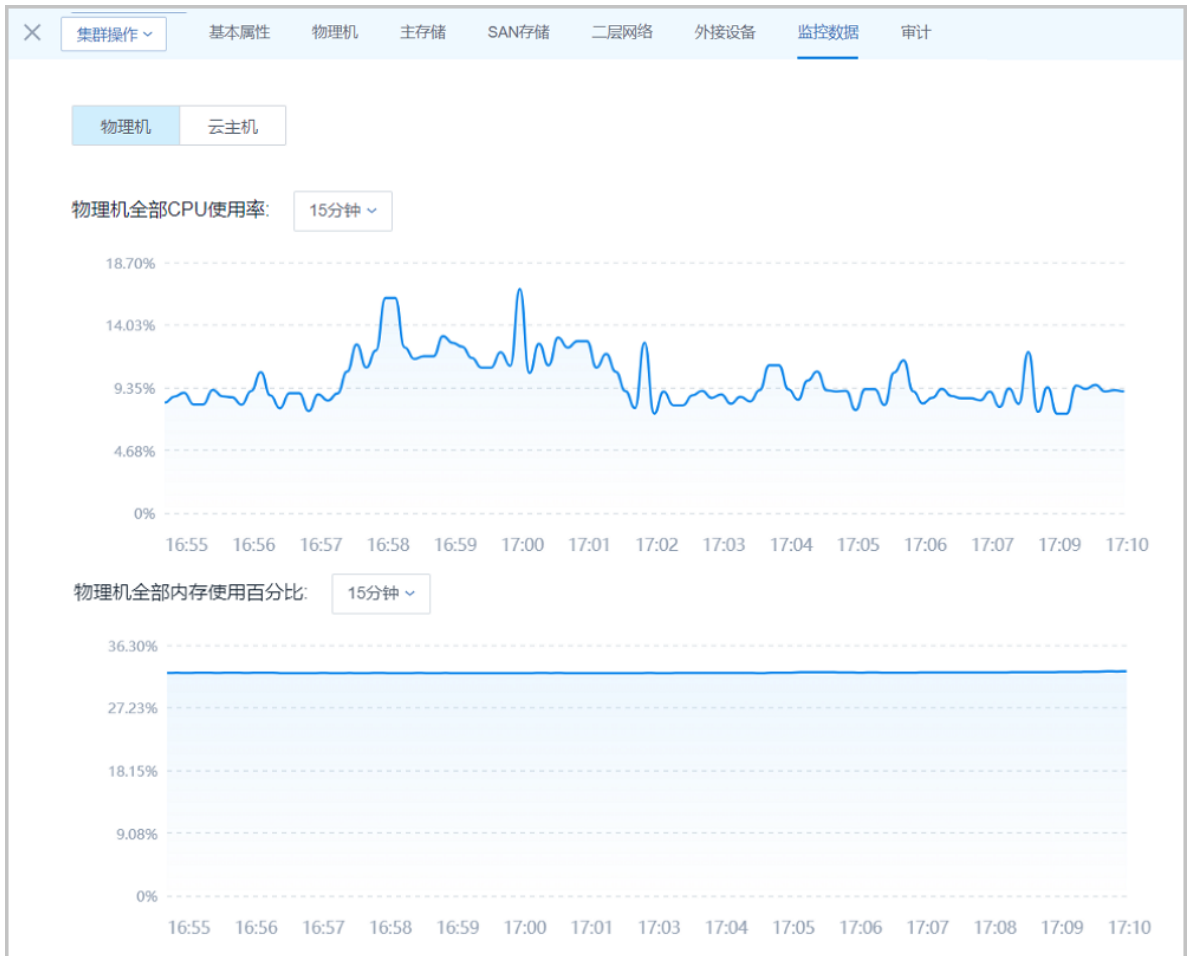 集群操作 基本属性 物理机 主存储 SAN存储 二层网络 外接设备 监控数据 审计
物理机 云主机
物理机全部CPU使用率: 15分钟
18.70%
14.03%
9.35%
4.68%
0%
16:55 16:56 16:57 16:58 16:59 17:00 17:01 17:02 17:03 17:04 17:05 17:06 17:07 17:09 17:10
物理机全部内存使用百分比: 15分钟
36.30%
27.23%
18.15%
9.08%
0%
16:55 16:56 16:57 16:58 16:59 17:00 17:01 17:03 17:04 17:05 17:06 17:07 17:08 17:09 17:10